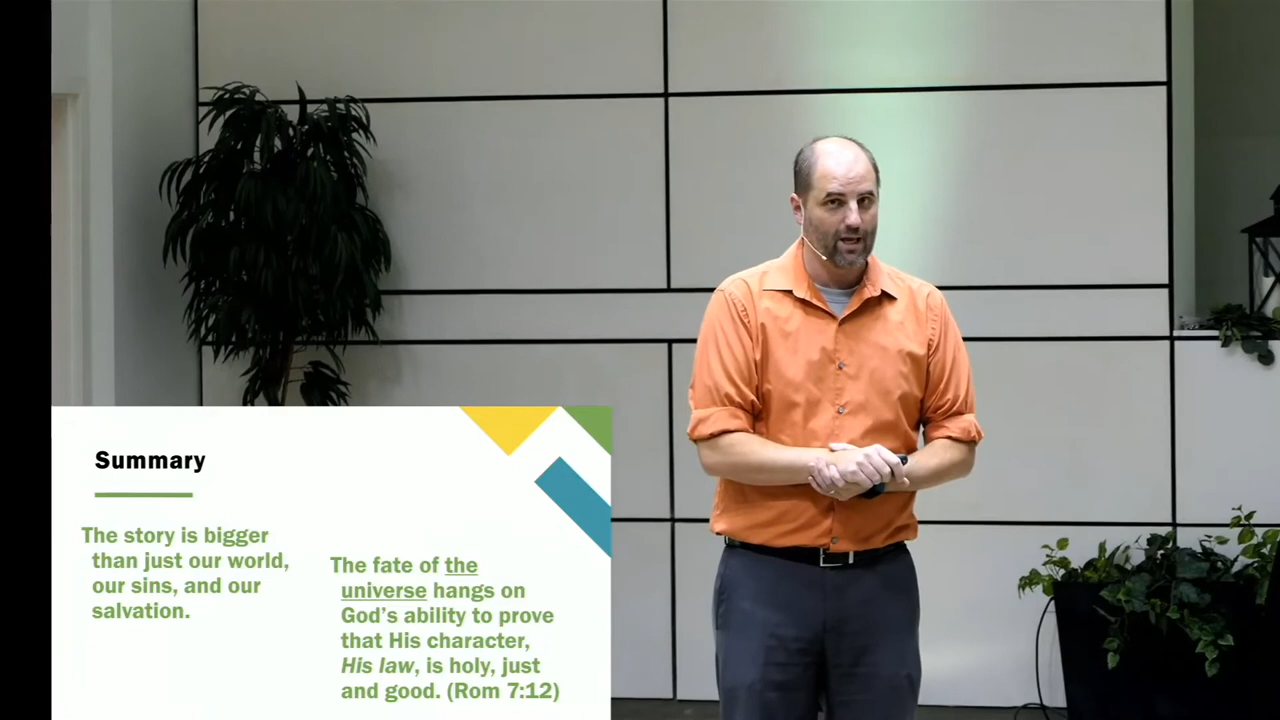 Summary
The story is bigger
than just our world,
our sins, and our
salvation.
The fate of the
universe hangs on
God's ability to prove
that His character,
His law, is holy, just
and good. (Rom 7:12)